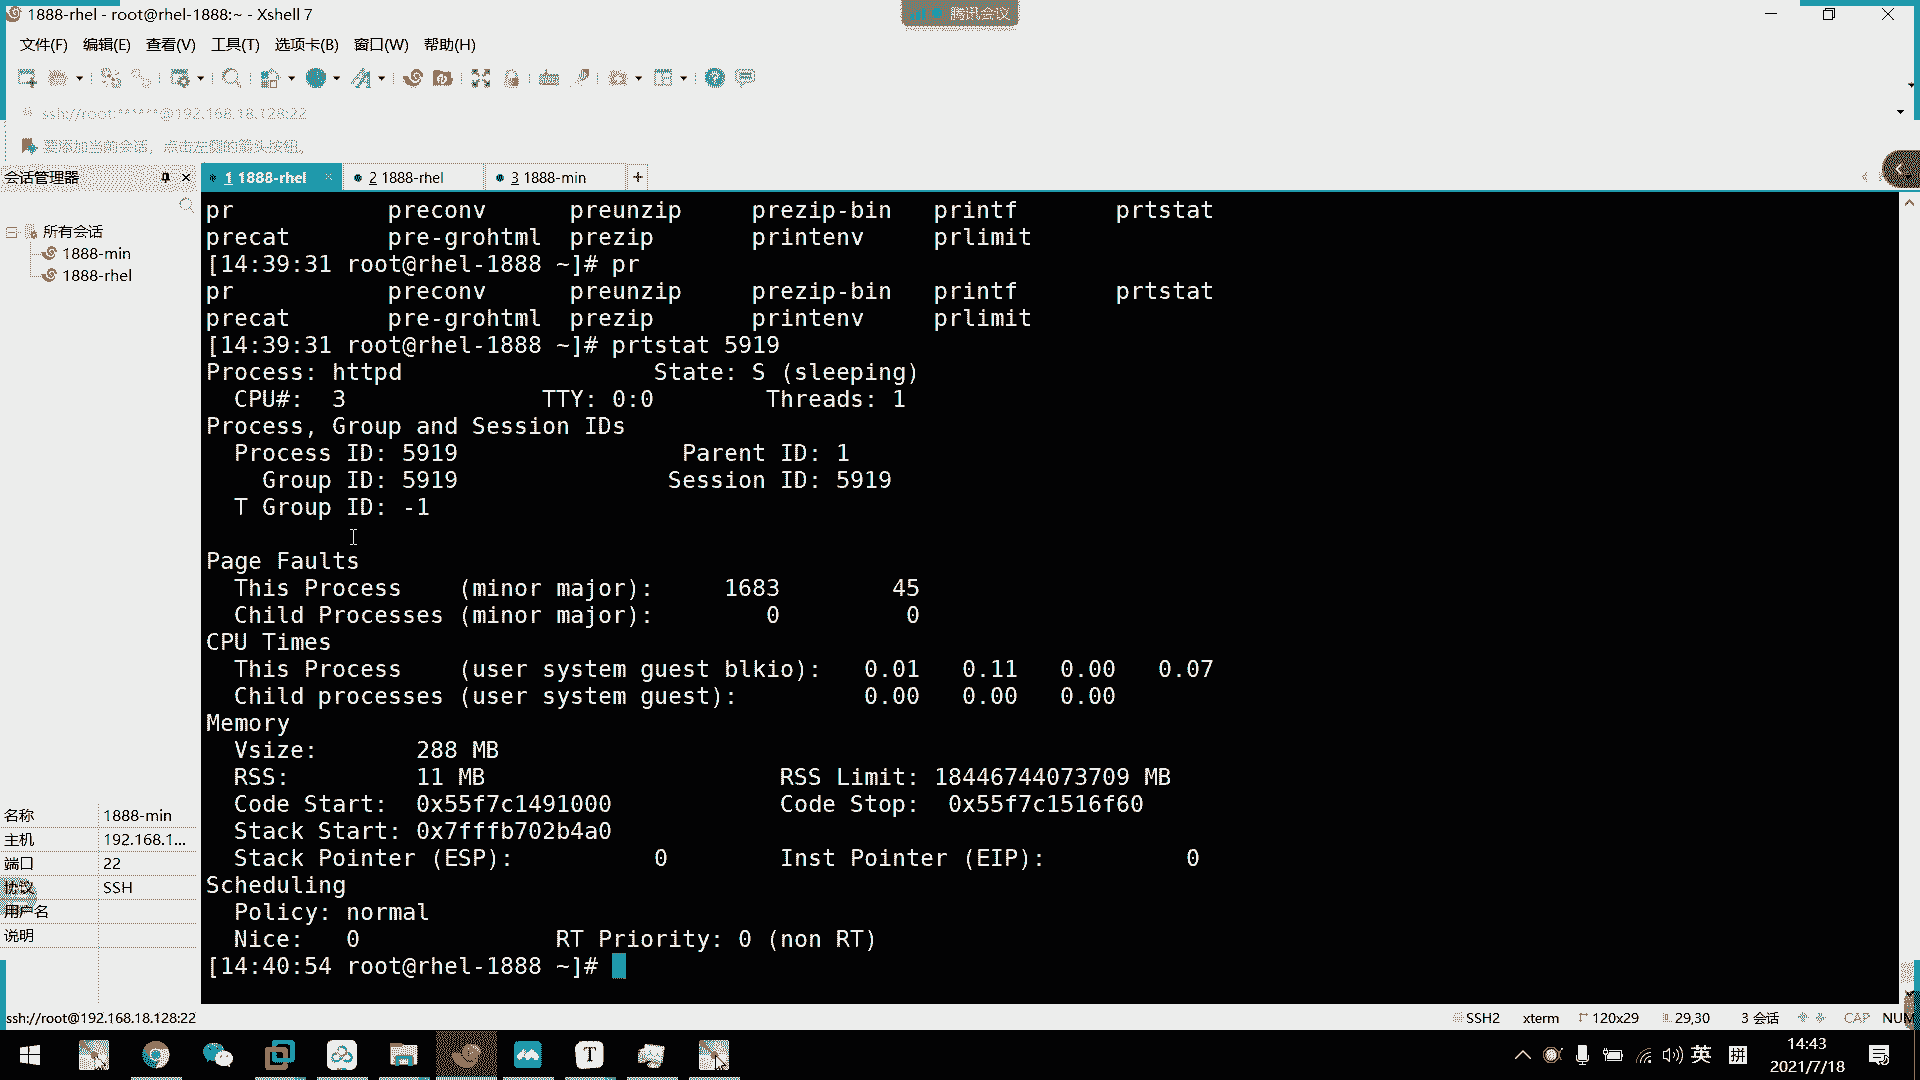 1888-rhel - root@rhel-1888:~ - Xshell 7
腾讯会议
文件(F) 编辑(E) 查看(V) 工具(T) 选项卡(B) 窗口(W) 帮助(H)
ssh://root:******@192.168.18.128:22
要添加当前会话，点击左侧的箭头按钮。
会话管理器
1 1888-rhel
2 1888-rhel
3 1888-min
所有会话
1888-min
1888-rhel
pr preconv preunzip prezip-bin printf prtstat
precat pre-grohtml prezip printenv prlimit
[14:39:31 root@rhel-1888 ~]# pr
pr preconv preunzip prezip-bin printf prtstat
precat pre-grohtml prezip printenv prlimit
[14:39:31 root@rhel-1888 ~]# prtstat 5919
Process: httpd State: S (sleeping)
CPU#: 3 TTY: 0:0 Threads: 1
Process, Group and Session IDs
Process ID: 5919 Parent ID: 1
Group ID: 5919 Session ID: 5919
T Group ID: -1
Page Faults
This Process (minor major): 1683 45
Child Processes (minor major): 0 0
CPU Times
This Process (user system guest blkio): 0.01 0.11 0.00 0.07
Child processes (user system guest): 0.00 0.00 0.00
Memory
Vsize: 288 MB
RSS: 11 MB RSS Limit: 18446744073709 MB
Code Start: 0x55f7c1491000 Code Stop: 0x55f7c1516f60
Stack Start: 0x7fffb702b4a0
Stack Pointer (ESP): 0 Inst Pointer (EIP): 0
Scheduling
Policy: normal
Nice: 0 RT Priority: 0 (non RT)
[14:40:54 root@rhel-1888 ~]#
名称 1888-min
主机 192.168.1...
端口 22
协议 SSH
用户名
说明
ssh://root@192.168.18.128:22
SSH2 xterm 120x29 29,30 3 会话 CAP NUM
英 拼
14:43
2021/7/18